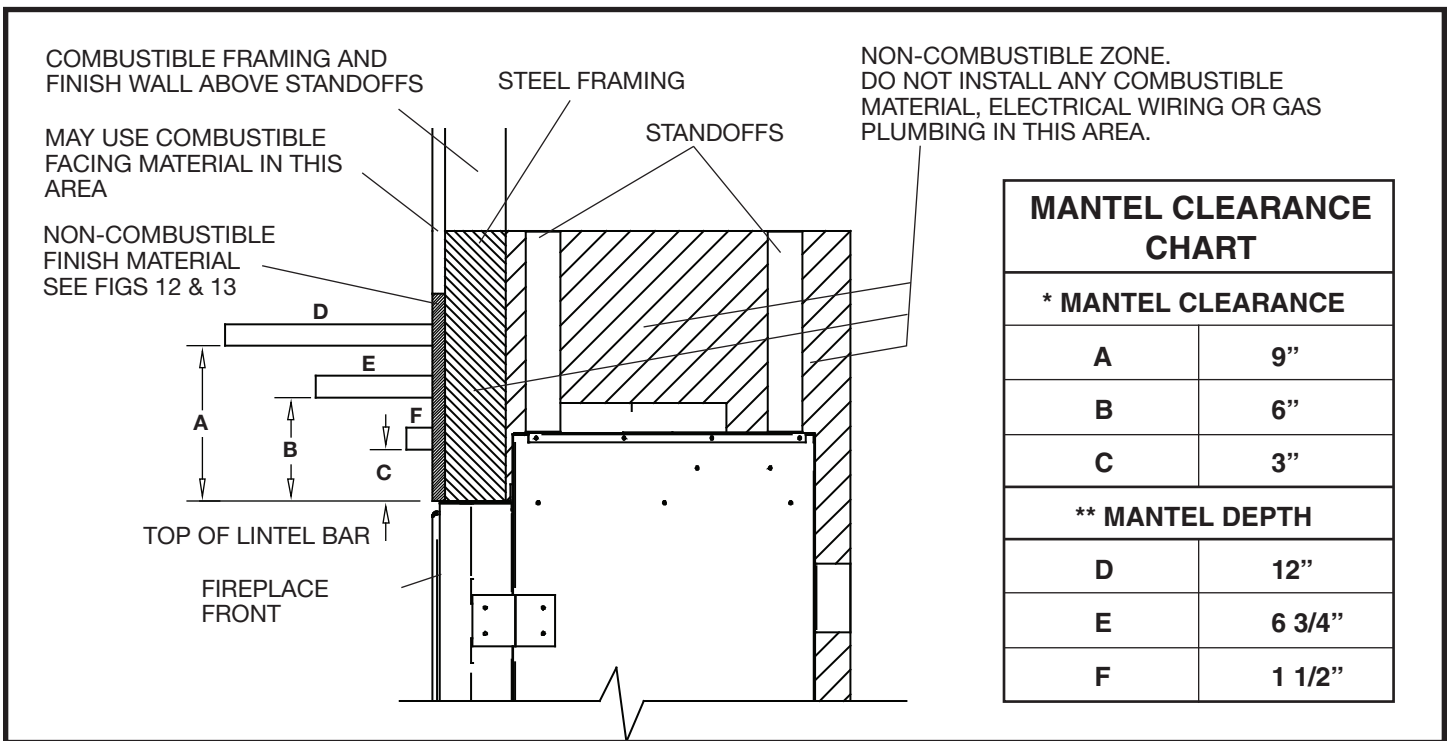 COMBUSTIBLE FRAMING AND
FINISH WALL ABOVE STANDOFFS
STEEL FRAMING
STANDOFFS
NON-COMBUSTIBLE ZONE.
DO NOT INSTALL ANY COMBUSTIBLE
MATERIAL, ELECTRICAL WIRING OR GAS
PLUMBING IN THIS AREA.
MAY USE COMBUSTIBLE
FACING MATERIAL IN THIS
AREA
NON-COMBUSTIBLE
FINISH MATERIAL
SEE FIGS 12 & 13
D
E
F
A
B
C
TOP OF LINTEL BAR
FIREPLACE
FRONT
MANTEL CLEARANCE
CHART
* MANTEL CLEARANCE
A 9”
B 6”
C 3”
** MANTEL DEPTH
D 12”
E 6 3/4”
F 1 1/2”